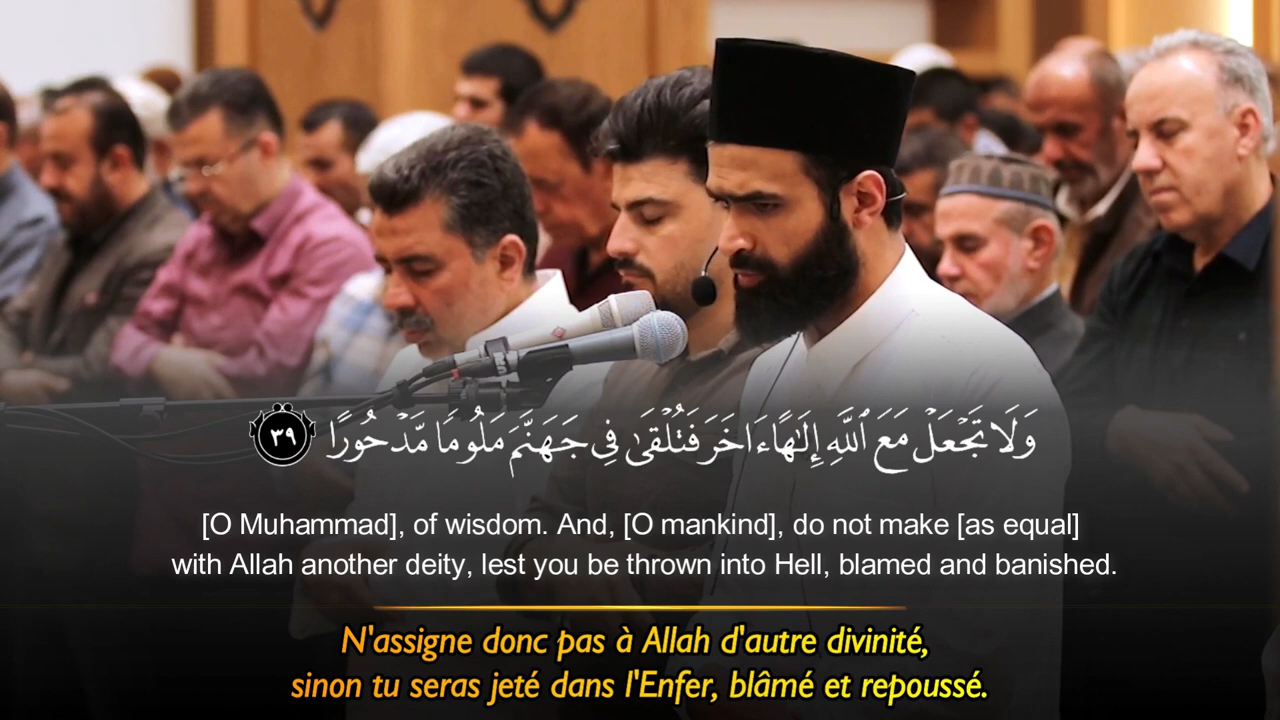 وَلَا تَجْعَلْ مَعَ ٱللَّهِ إِلَٰهًا ءَاخَرَ فَتُلْقَىٰ فِى جَهَنَّمَ مَلُومًا مَّدْحُورًا ٣٩
[O Muhammad], of wisdom. And, [O mankind], do not make [as equal]
with Allah another deity, lest you be thrown into Hell, blamed and banished.
N'assigne donc pas à Allah d'autre divinité,
sinon tu seras jeté dans l'Enfer, blâmé et repoussé.